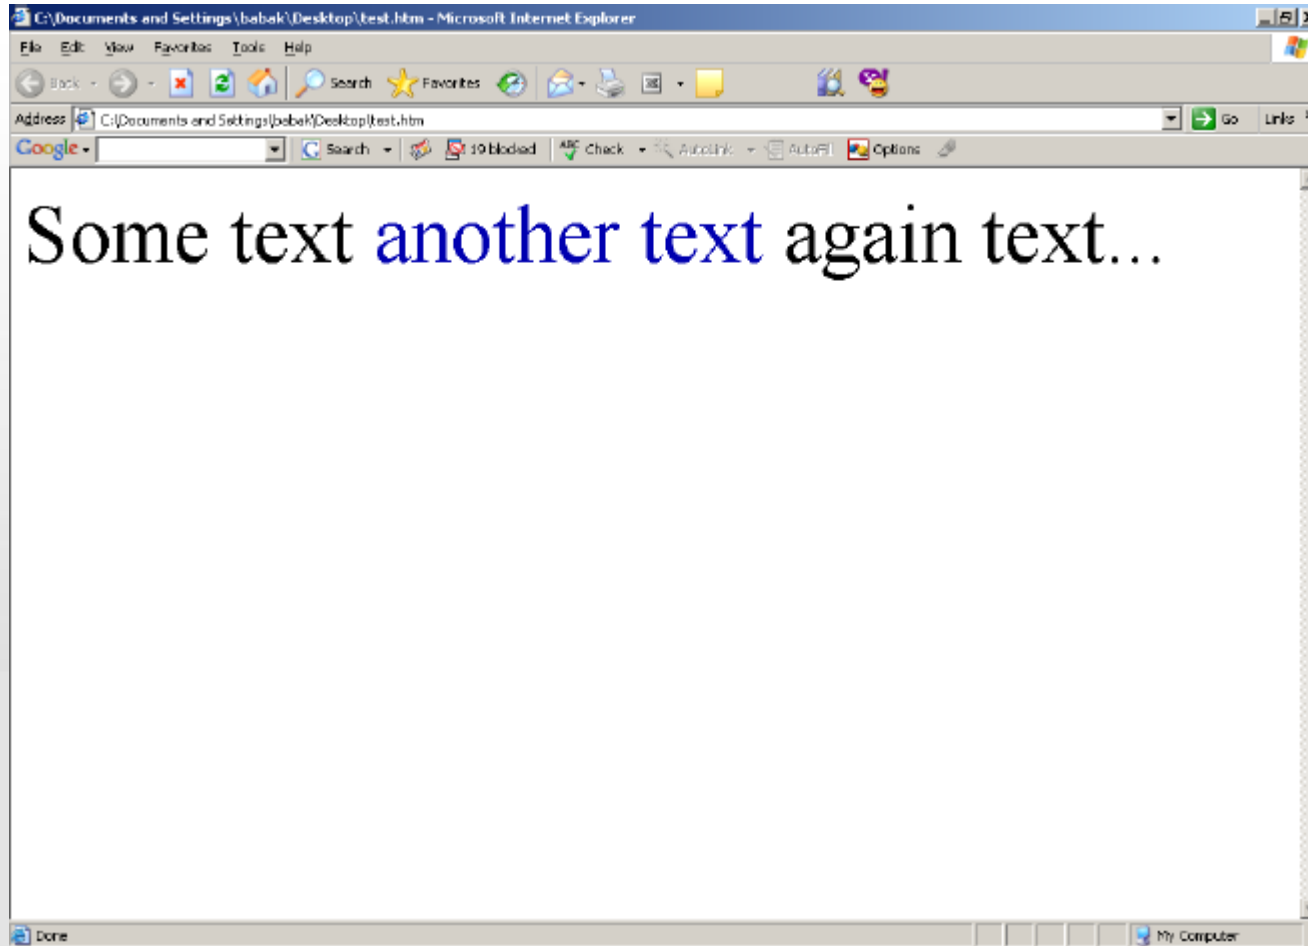 C:\Documents and Settings\babak\Desktop\test.htm - Microsoft Internet Explorer
File Edit View Favorites Tools Help
Back Search Favorites
Address C:\Documents and Settings\babak\Desktop\test.htm Go Links
Google Search 19 blocked ABC Check AutoLink AutoFill Options
Some text another text again text...
Done My Computer